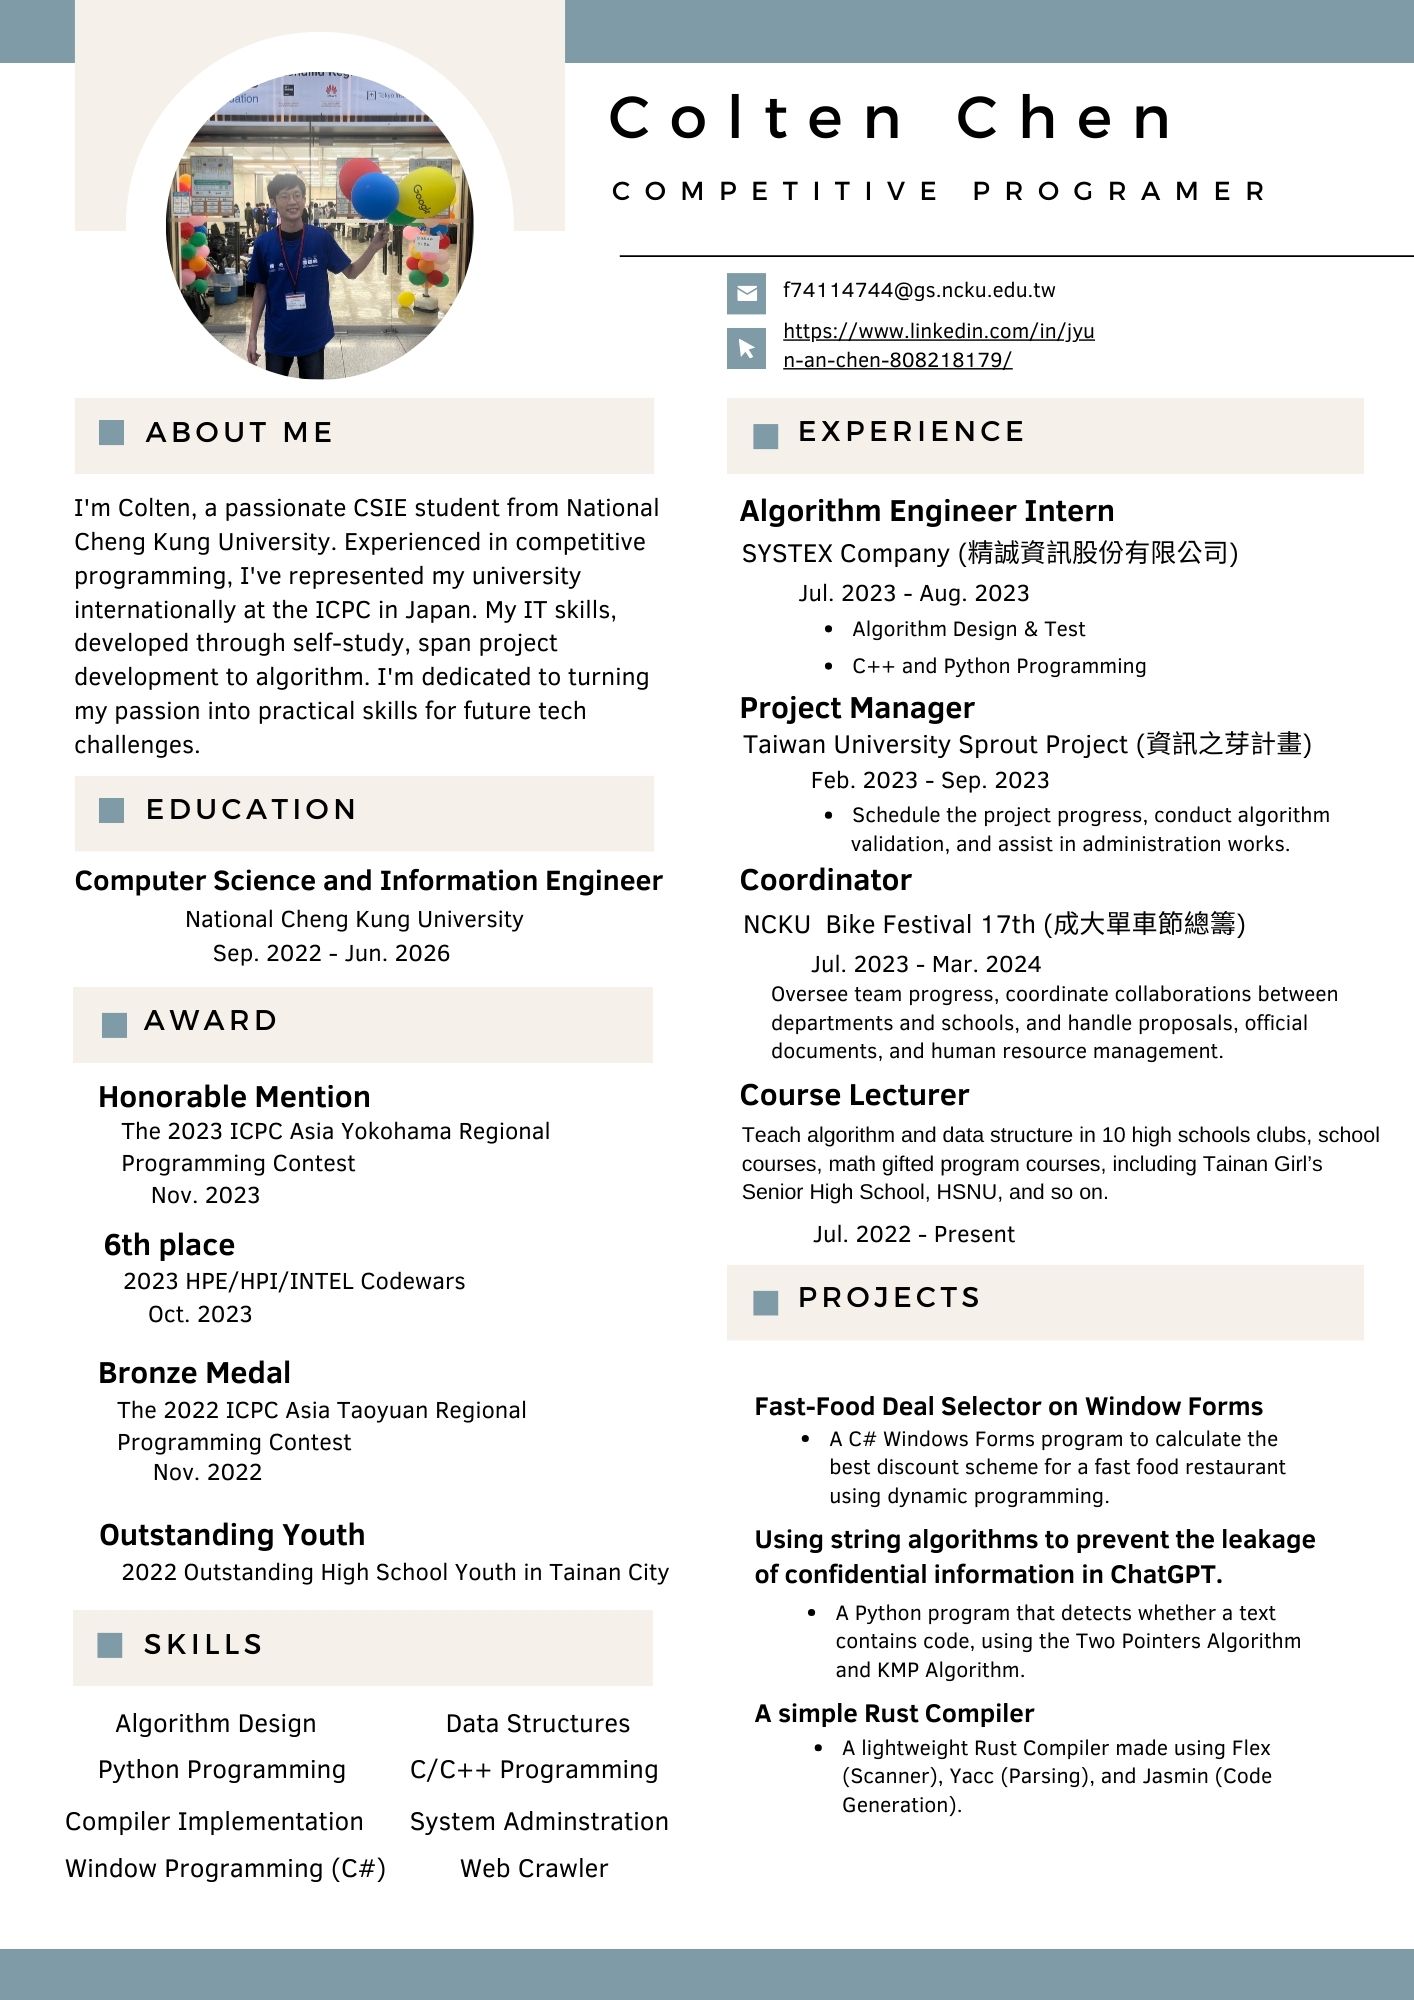 Colten Chen
COMPETITIVE PROGRAMER
f74114744@gs.ncku.edu.tw
https://www.linkedin.com/in/jyu
n-an-chen-808218179/
Google
ABOUT ME
I'm Colten, a passionate CSIE student from National
Cheng Kung University. Experienced in competitive
programming, I've represented my university
internationally at the ICPC in Japan. My IT skills,
developed through self-study, span project
development to algorithm. I'm dedicated to turning
my passion into practical skills for future tech
challenges.
EDUCATION
Computer Science and Information Engineer
National Cheng Kung University
Sep. 2022 - Jun. 2026
AWARD
Honorable Mention
The 2023 ICPC Asia Yokohama Regional
Programming Contest
Nov. 2023
6th place
2023 HPE/HPI/INTEL Codewars
Oct. 2023
Bronze Medal
The 2022 ICPC Asia Taoyuan Regional
Programming Contest
Nov. 2022
Outstanding Youth
2022 Outstanding High School Youth in Tainan City
SKILLS
Algorithm Design
Data Structures
Python Programming
C/C++ Programming
Compiler Implementation
System Adminstration
Window Programming (C#)
Web Crawler
EXPERIENCE
Algorithm Engineer Intern
SYSTEX Company (精誠資訊股份有限公司)
Jul. 2023 - Aug. 2023
• Algorithm Design & Test
• C++ and Python Programming
Project Manager
Taiwan University Sprout Project (資訊之芽計畫)
Feb. 2023 - Sep. 2023
• Schedule the project progress, conduct algorithm
validation, and assist in administration works.
Coordinator
NCKU Bike Festival 17th (成大單車節總籌)
Jul. 2023 - Mar. 2024
Oversee team progress, coordinate collaborations between
departments and schools, and handle proposals, official
documents, and human resource management.
Course Lecturer
Teach algorithm and data structure in 10 high schools clubs, school
courses, math gifted program courses, including Tainan Girl’s
Senior High School, HSNU, and so on.
Jul. 2022 - Present
PROJECTS
Fast-Food Deal Selector on Window Forms
• A C# Windows Forms program to calculate the
best discount scheme for a fast food restaurant
using dynamic programming.
Using string algorithms to prevent the leakage
of confidential information in ChatGPT.
• A Python program that detects whether a text
contains code, using the Two Pointers Algorithm
and KMP Algorithm.
A simple Rust Compiler
• A lightweight Rust Compiler made using Flex
(Scanner), Yacc (Parsing), and Jasmin (Code
Generation).